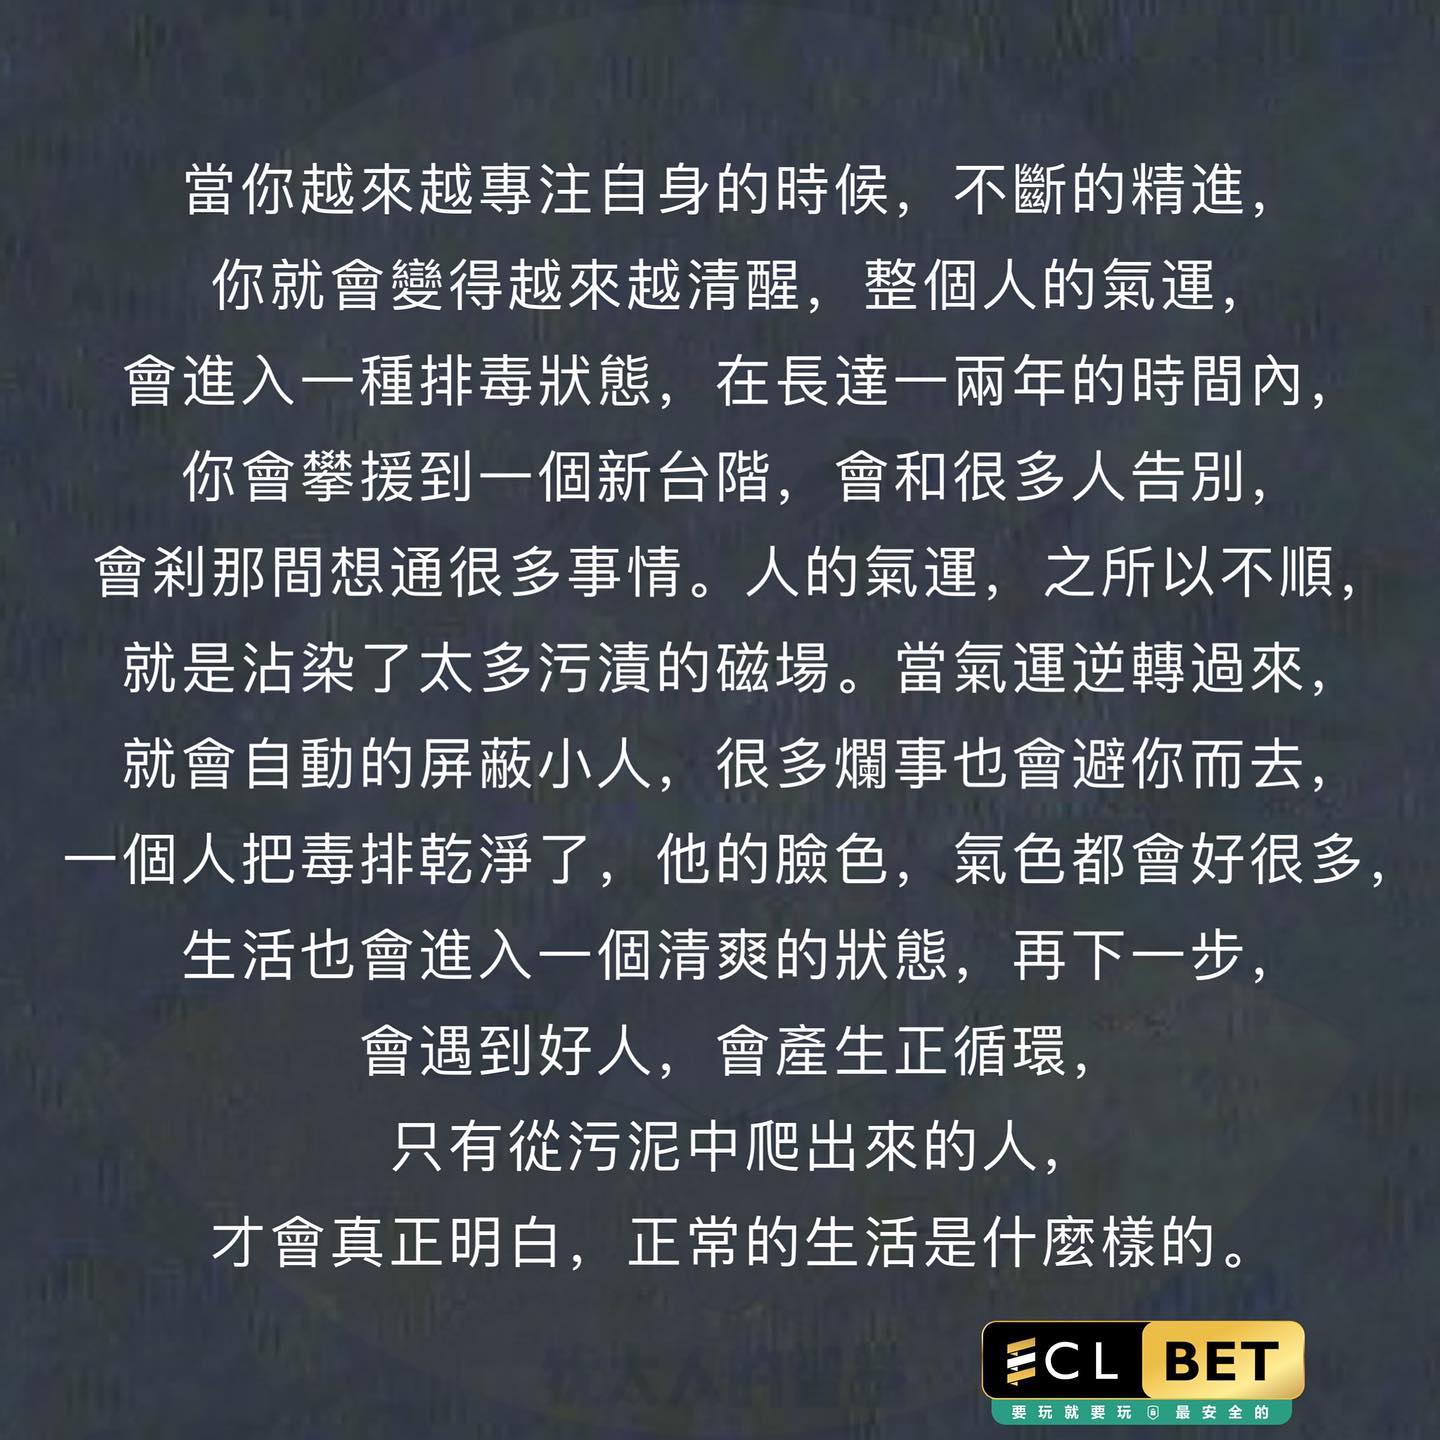 當你越來越專注自身的時候，不斷的精進，
你就會變得越來越清醒，整個人的氣運，
會進入一種排毒狀態，在長達一兩年的時間內，
你會攀援到一個新台階，會和很多人告別，
會剎那間想通很多事情。人的氣運，之所以不順，
就是沾染了太多污漬的磁場。當氣運逆轉過來，
就會自動的屏蔽小人，很多爛事也會避你而去，
一個人把毒排乾淨了，他的臉色，氣色都會好很多，
生活也會進入一個清爽的狀態，再下一步，
會遇到好人，會產生正循環，
只有從污泥中爬出來的人，
才會真正明白，正常的生活是什麼樣的。
ECL BET
要玩就要玩 最安全的